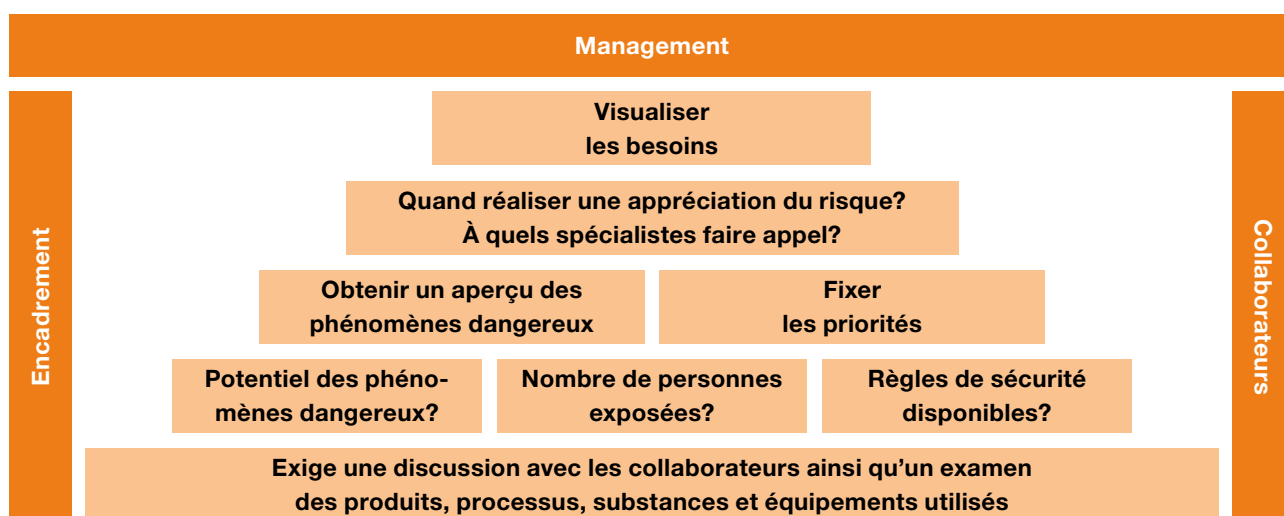 Management
Encadrement
Visualiser
les besoins
Quand réaliser une appréciation du risque?
À quels spécialistes faire appel?
Obtenir un aperçu des
phénomènes dangereux
Fixer
les priorités
Potentiel des phéno-
mènes dangereux?
Nombre de personnes
exposées?
Règles de sécurité
disponibles?
Exige une discussion avec les collaborateurs ainsi qu’un examen
des produits, processus, substances et équipements utilisés
Collaborateurs